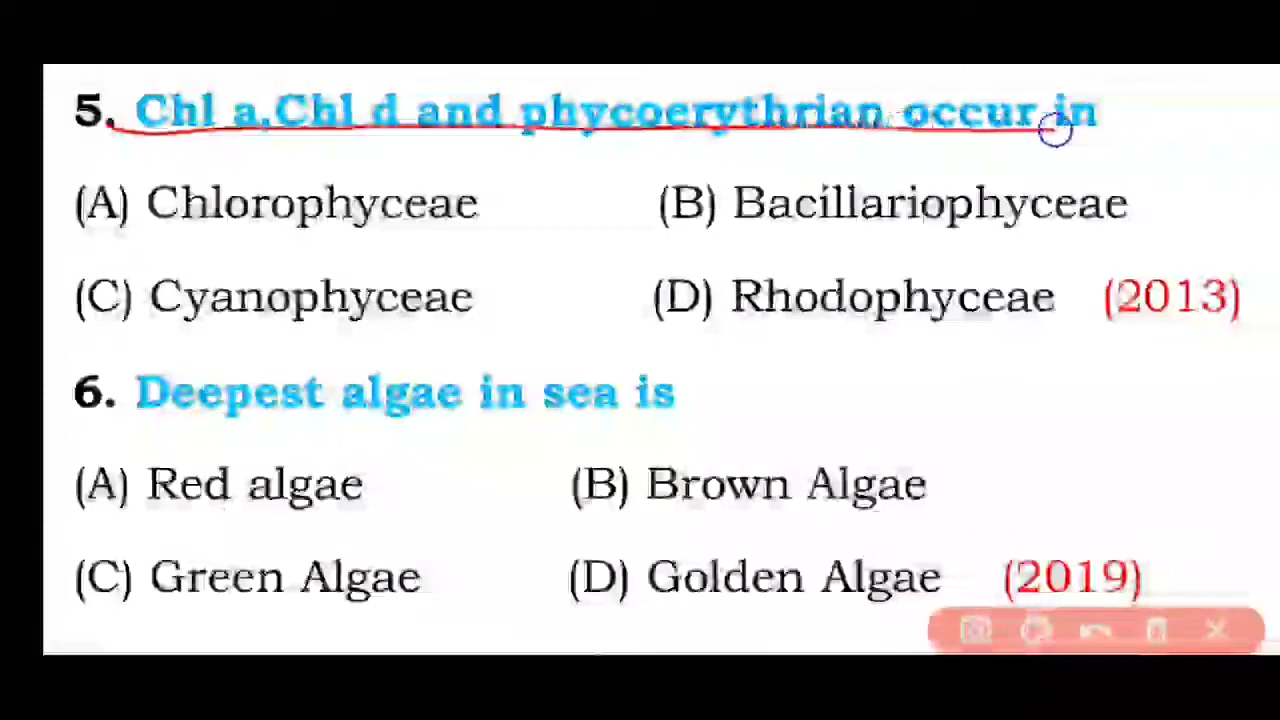 5. Chl a,Chl d and phycoerythrian occur in
(A) Chlorophyceae (B) Bacillariophyceae
(C) Cyanophyceae (D) Rhodophyceae (2013)
6. Deepest algae in sea is
(A) Red algae (B) Brown Algae
(C) Green Algae (D) Golden Algae (2019)